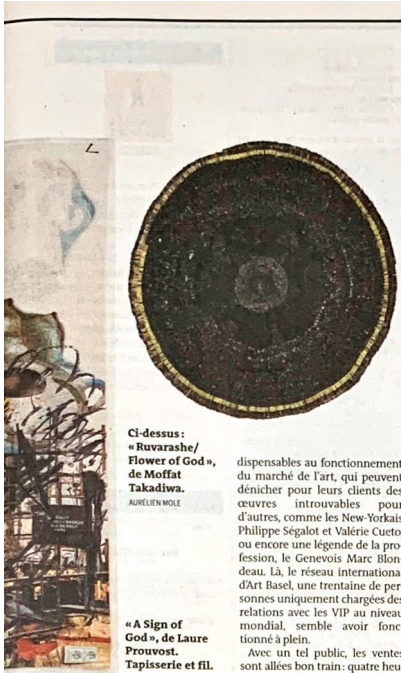 Ci-dessus :
« Ruvarashe/
Flower of God »,
de Moffat
Takadiwa.
AURÉLIEN MOLE
« A Sign of
God », de Laure
Prouvost.
Tapisserie et fil.
dispensables au fonctionnement
du marché de l'art, qui peuvent
dénicher pour leurs clients des
œuvres introuvables pour
d'autres, comme les New-Yorkais
Philippe Ségalot et Valérie Cueto
ou encore une légende de la pro-
fession, le Genevois Marc Blon-
deau. Là, le réseau internationa
d'Art Basel, une trentaine de per
sonnes uniquement chargées des
relations avec les VIP au niveau
mondial, semble avoir fonc
tionné à plein.
Avec un tel public, les ventes
sont allées bon train : quatre heu